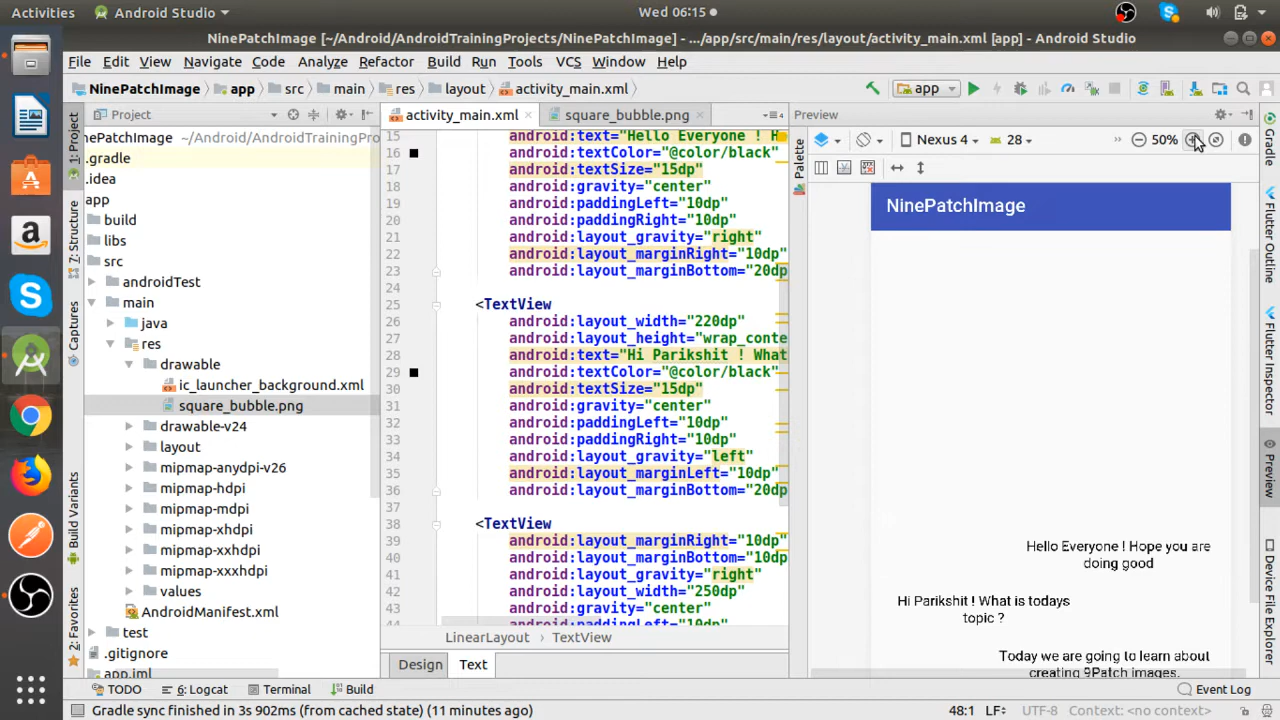 Activities Android Studio Wed 06:15
NinePatchImage [~/Android/AndroidTrainingProjects/NinePatchImage] - .../app/src/main/res/layout/activity_main.xml [app] - Android Studio
File Edit View Navigate Code Analyze Refactor Build Run Tools VCS Window Help
NinePatchImage app src main res layout activity_main.xml app
Project activity_main.xml square_bubble.png Preview
Nexus 4 28 50%
1: Project
Z: Structure
Captures
Build Variants
2: Favorites
nePatchImage ~/Android/AndroidTrainingPro
.gradle
.idea
app
build
libs
src
androidTest
main
java
res
drawable
ic_launcher_background.xml
square_bubble.png
drawable-v24
layout
mipmap-anydpi-v26
mipmap-hdpi
mipmap-mdpi
mipmap-xhdpi
mipmap-xxhdpi
mipmap-xxxhdpi
values
AndroidManifest.xml
test
.gitignore
app.iml
15 android:text="Hello Everyone ! H
16 android:textColor="@color/black"
17 android:textSize="15dp"
18 android:gravity="center"
19 android:paddingLeft="10dp"
20 android:paddingRight="10dp"
21 android:layout_gravity="right"
22 android:layout_marginRight="10dp
23 android:layout_marginBottom="20dp
24
25 <TextView
26 android:layout_width="220dp"
27 android:layout_height="wrap_conte
28 android:text="Hi Parikshit ! What
29 android:textColor="@color/black"
30 android:textSize="15dp"
31 android:gravity="center"
32 android:paddingLeft="10dp"
33 android:paddingRight="10dp"
34 android:layout_gravity="left"
35 android:layout_marginLeft="10dp
36 android:layout_marginBottom="20dp
37
38 <TextView
39 android:layout_marginRight="10dp
40 android:layout_marginBottom="10dp
41 android:layout_gravity="right"
42 android:layout_width="250dp"
43 android:gravity="center"
44 android:paddingLeft="10dp
LinearLayout TextView
Design Text
Palette
NinePatchImage
Hello Everyone ! Hope you are
doing good
Hi Parikshit ! What is todays
topic ?
Today we are going to learn about
creating 9Patch images.
Gradle
Flutter Outline
Flutter Inspector
Preview
Device File Explorer
TODO 6: Logcat Terminal Build Event Log
Gradle sync finished in 3s 902ms (from cached state) (11 minutes ago) 48:1 LF UTF-8 Context: <no context>